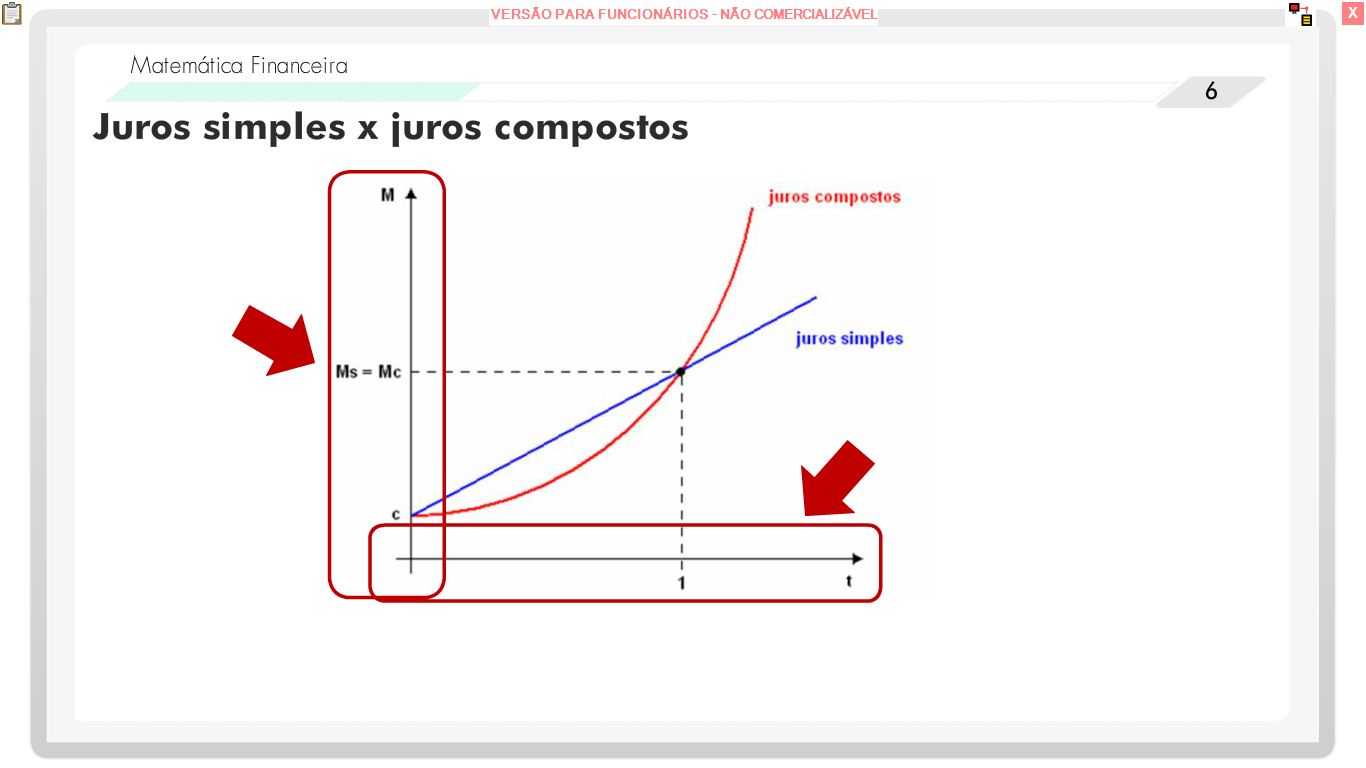 VERSÃO PARA FUNCIONÁRIOS - NÃO COMERCIALIZÁVEL
X
Matemática Financeira
6
Juros simples x juros compostos
M
juros compostos
juros simples
Ms = Mc
c
1
t